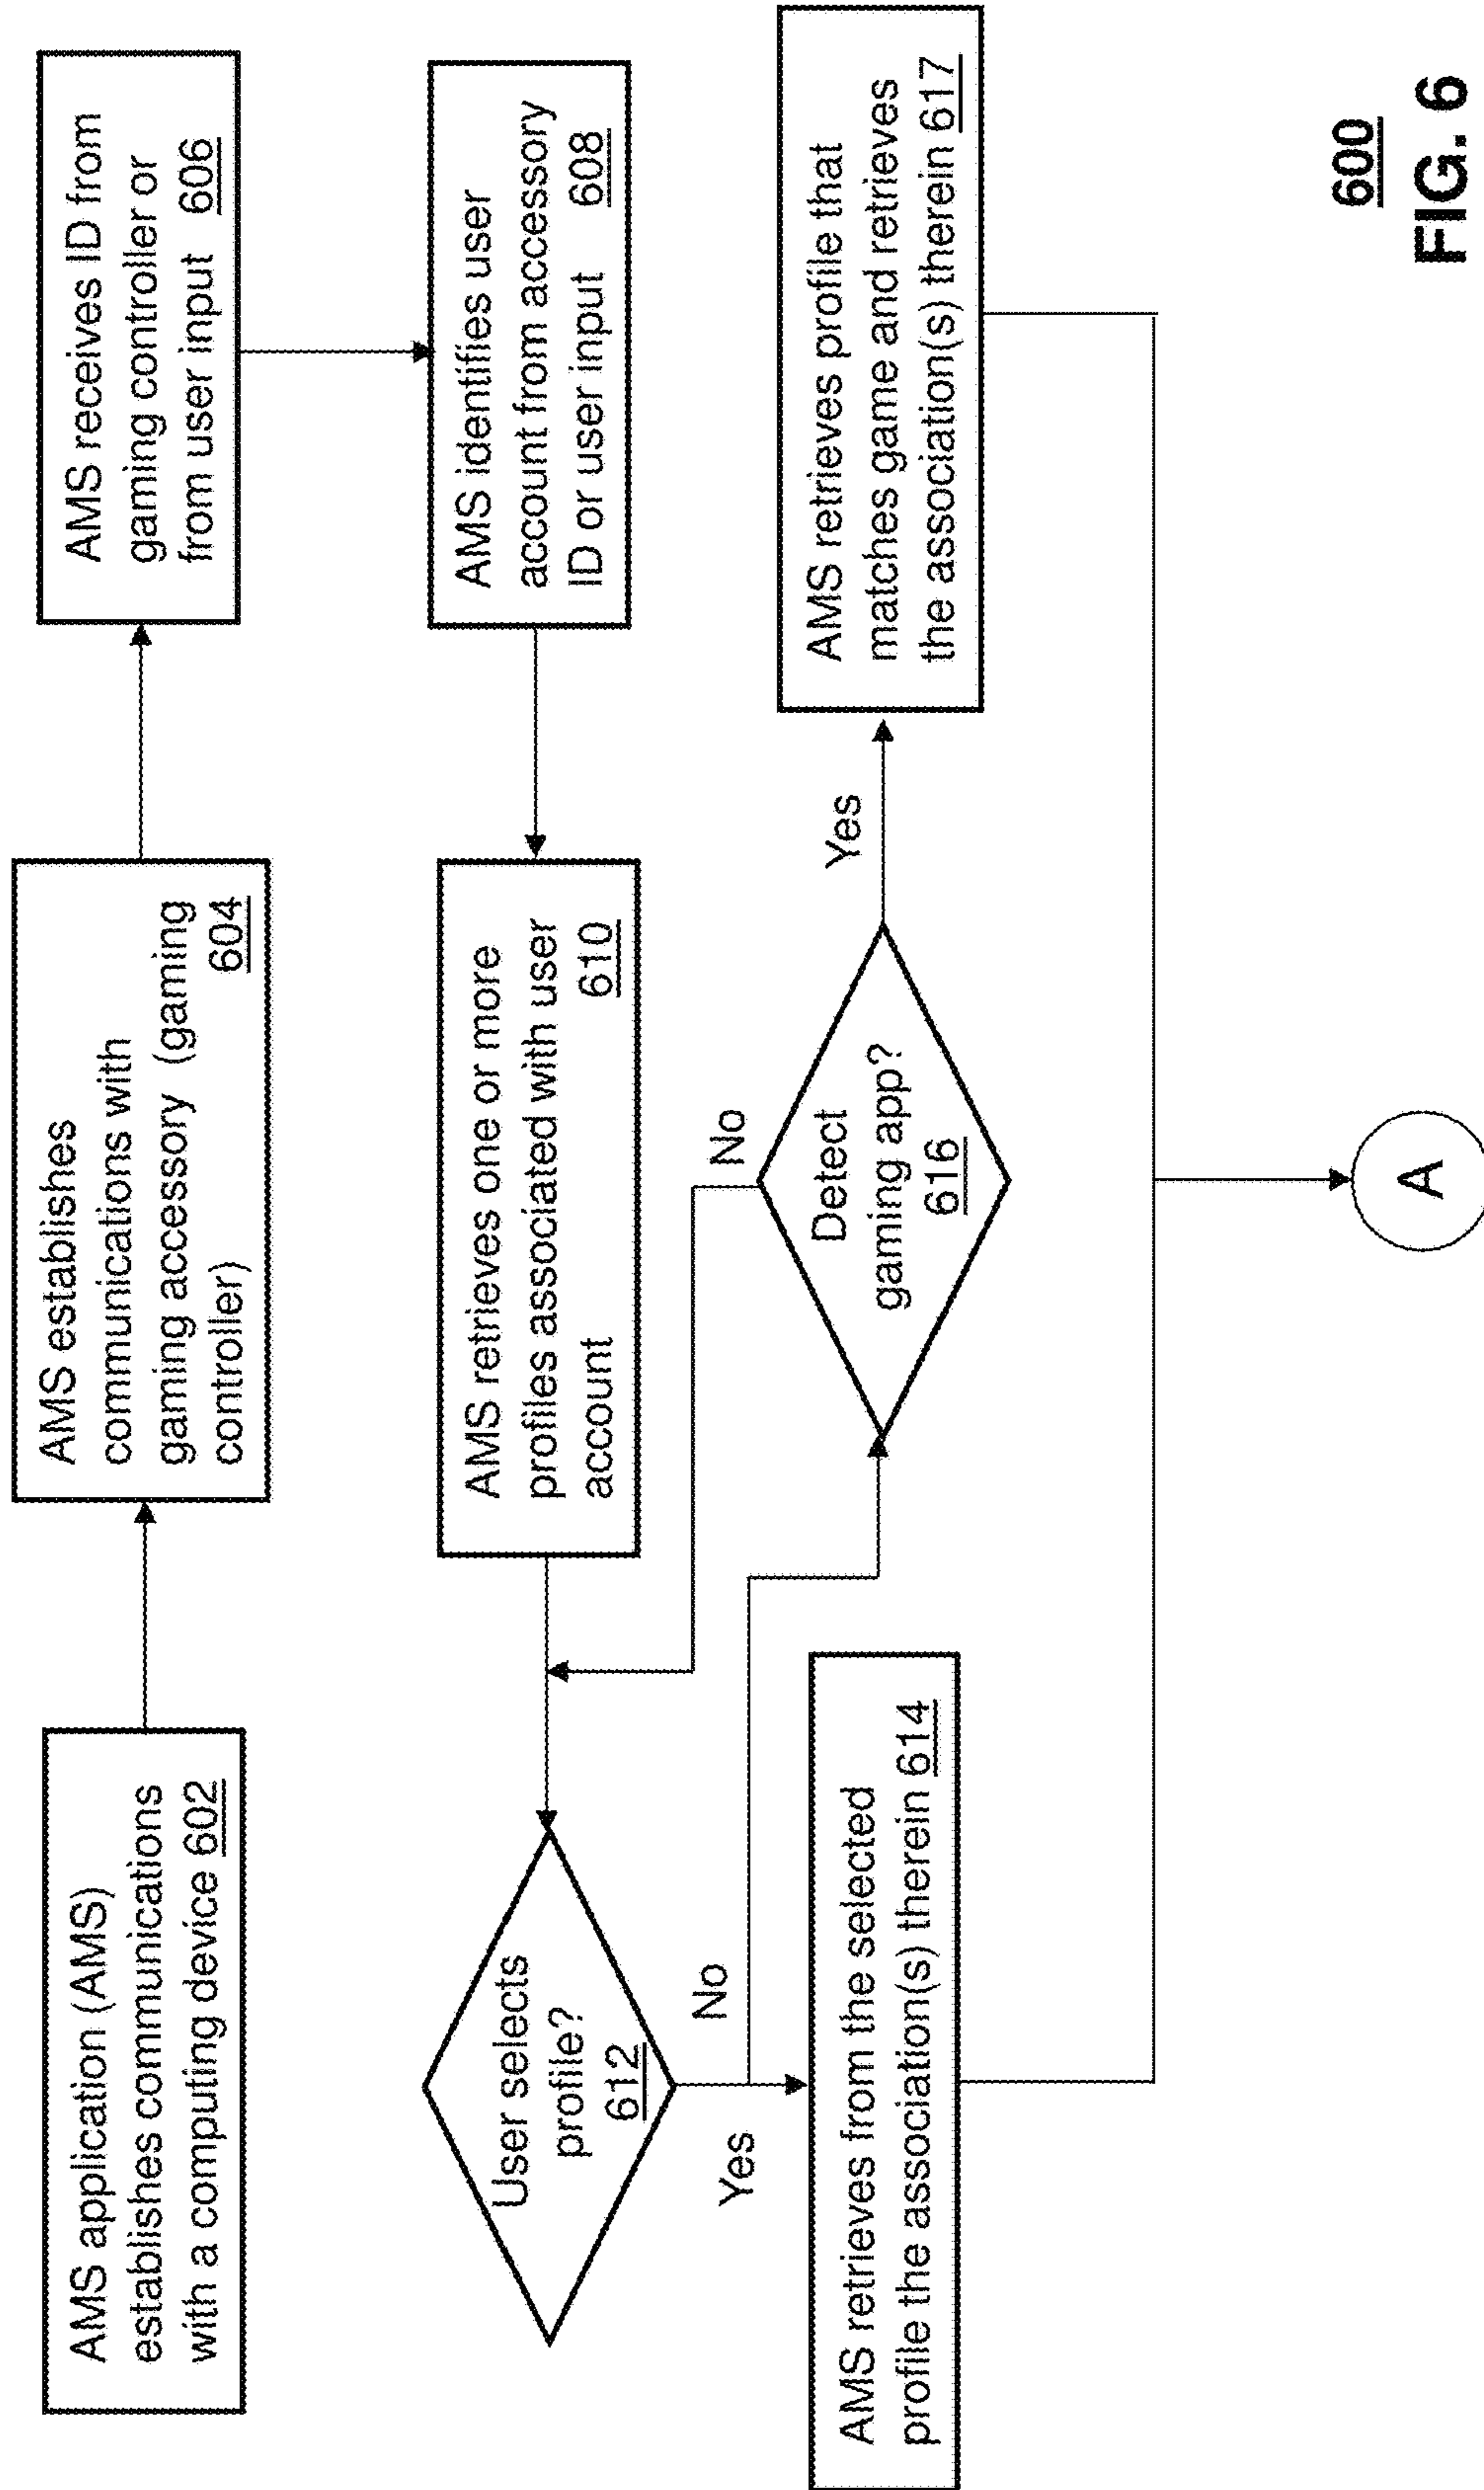 AMS application (AMS)
establishes communications
with a computing device 602
AMS establishes
communications with
gaming accessory (gaming
controller) 604
AMS receives ID from
gaming controller or
from user input 606
AMS identifies user
account from accessory
ID or user input 608
AMS retrieves one or more
profiles associated with user
account 610
User selects
profile?
612
No
Yes
AMS retrieves from the selected
profile the association(s) therein 614
Detect
gaming app?
616
No
Yes
AMS retrieves profile that
matches game and retrieves
the association(s) therein 617
A
600
FIG. 6